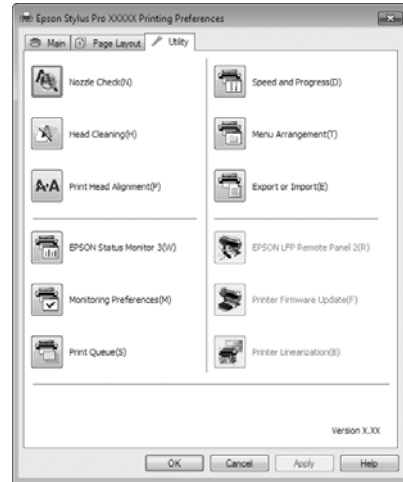 Epson Stylus Pro XXXXX Printing Preferences
Main
Page Layout
Utility
Nozzle Check(N)
Speed and Progress(D)
Head Cleaning(H)
Menu Arrangement(T)
A A
Print Head Alignment(P)
Export or Import(E)
EPSON Status Monitor 3(W)
EPSON LFP Remote Panel 2(R)
Monitoring Preferences(M)
Printer Firmware Update(F)
Print Queue(S)
Printer Linearization(B)
Version X.XX
OK
Cancel
Apply
Help